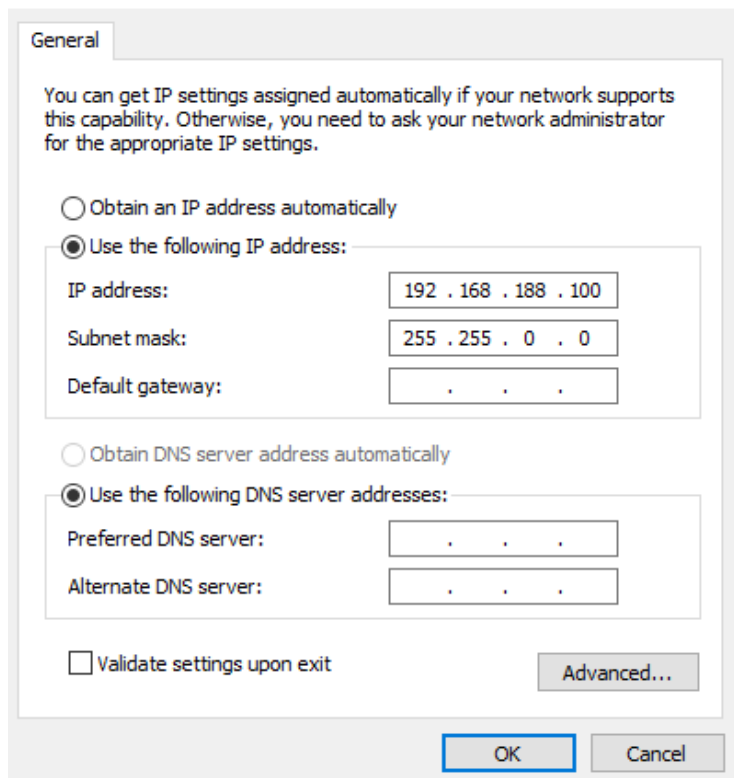 General
You can get IP settings assigned automatically if your network supports
this capability. Otherwise, you need to ask your network administrator
for the appropriate IP settings.
Obtain an IP address automatically
Use the following IP address:
IP address: 192 . 168 . 188 . 100
Subnet mask: 255 . 255 . 0 . 0
Default gateway: . . .
Obtain DNS server address automatically
Use the following DNS server addresses:
Preferred DNS server: . . .
Alternate DNS server: . . .
Validate settings upon exit
Advanced...
OK Cancel